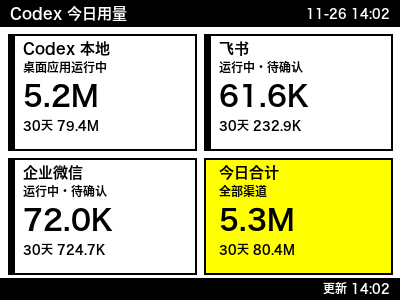 Codex 今日用量
11-26 14:02
Codex 本地
桌面应用运行中
5.2M
30天 79.4M
飞书
运行中・待确认
61.6K
30天 232.9K
企业微信
运行中・待确认
72.0K
30天 724.7K
今日合计
全部渠道
5.3M
30天 80.4M
更新 14:02